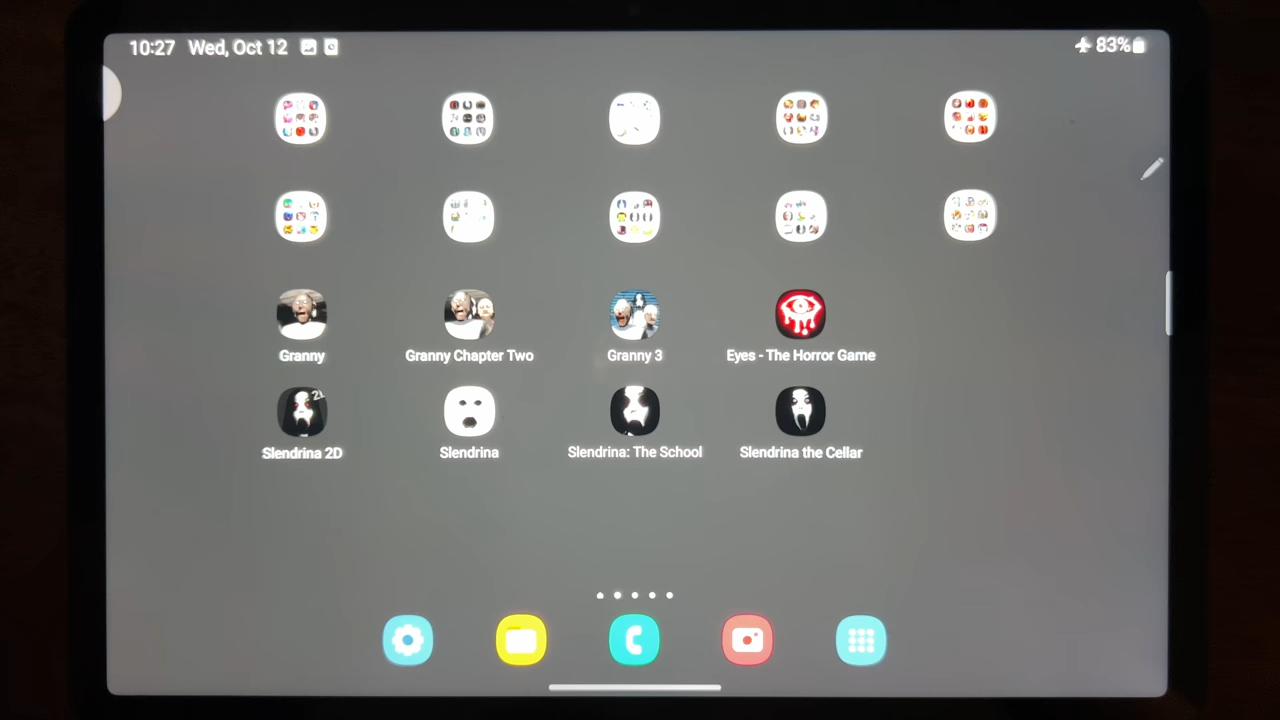 10:27 Wed, Oct 12 83%
Granny Granny Chapter Two Granny 3 Eyes - The Horror Game
Slendrina 2D Slendrina Slendrina: The School Slendrina the Cellar